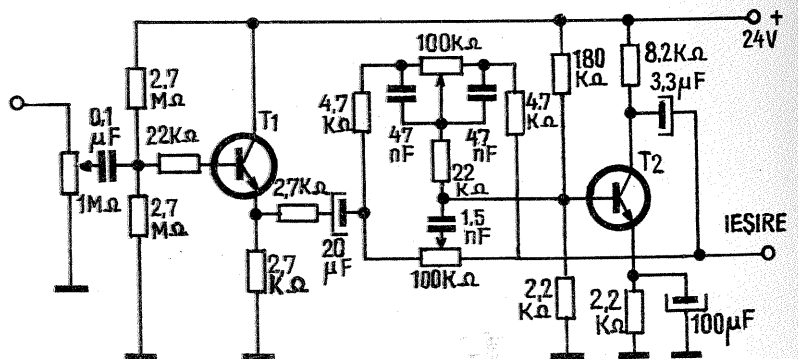 +
24V
100KΩ
180
KΩ
8,2KΩ
3,3µF
2.7
MΩ
0,1
µF
22KΩ
T1
4,7
KΩ
47
nF
47
nF
4.7
KΩ
22
KΩ
T2
1MΩ
2.7
MΩ
2,7KΩ
20
µF
1.5
nF
IEȘIRE
2.7
KΩ
100KΩ
2,2
KΩ
2,2
KΩ
100µF